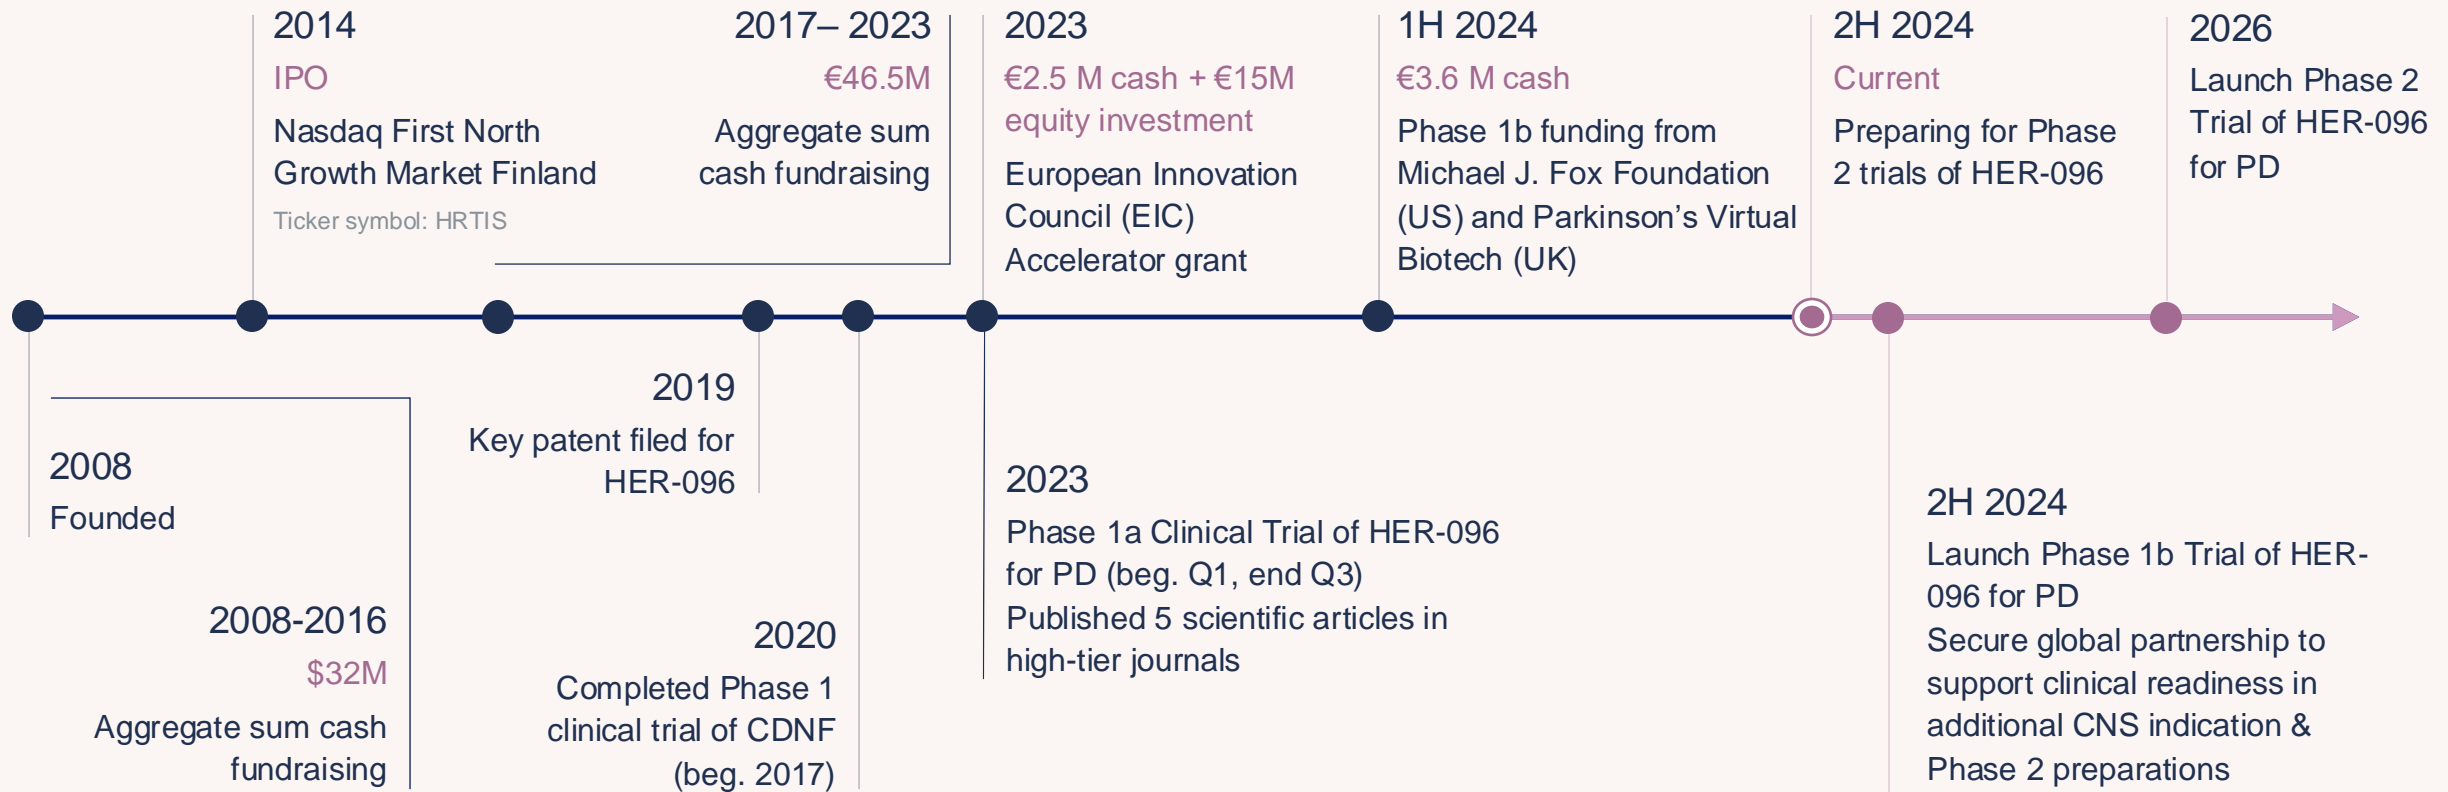 2014
IPO
Nasdaq First North
Growth Market Finland
Ticker symbol: HRTIS
2017– 2023
€46.5M
Aggregate sum
cash fundraising
2023
€2.5 M cash + €15M
equity investment
European Innovation
Council (EIC)
Accelerator grant
1H 2024
€3.6 M cash
Phase 1b funding from
Michael J. Fox Foundation
(US) and Parkinson’s Virtual
Biotech (UK)
2H 2024
Current
Preparing for Phase
2 trials of HER-096
2026
Launch Phase 2
Trial of HER-096
for PD
2008
Founded
2008-2016
$32M
Aggregate sum cash
fundraising
2019
Key patent filed for
HER-096
2020
Completed Phase 1
clinical trial of CDNF
(beg. 2017)
2023
Phase 1a Clinical Trial of HER-096
for PD (beg. Q1, end Q3)
Published 5 scientific articles in
high-tier journals
2H 2024
Launch Phase 1b Trial of HER-
096 for PD
Secure global partnership to
support clinical readiness in
additional CNS indication &
Phase 2 preparations